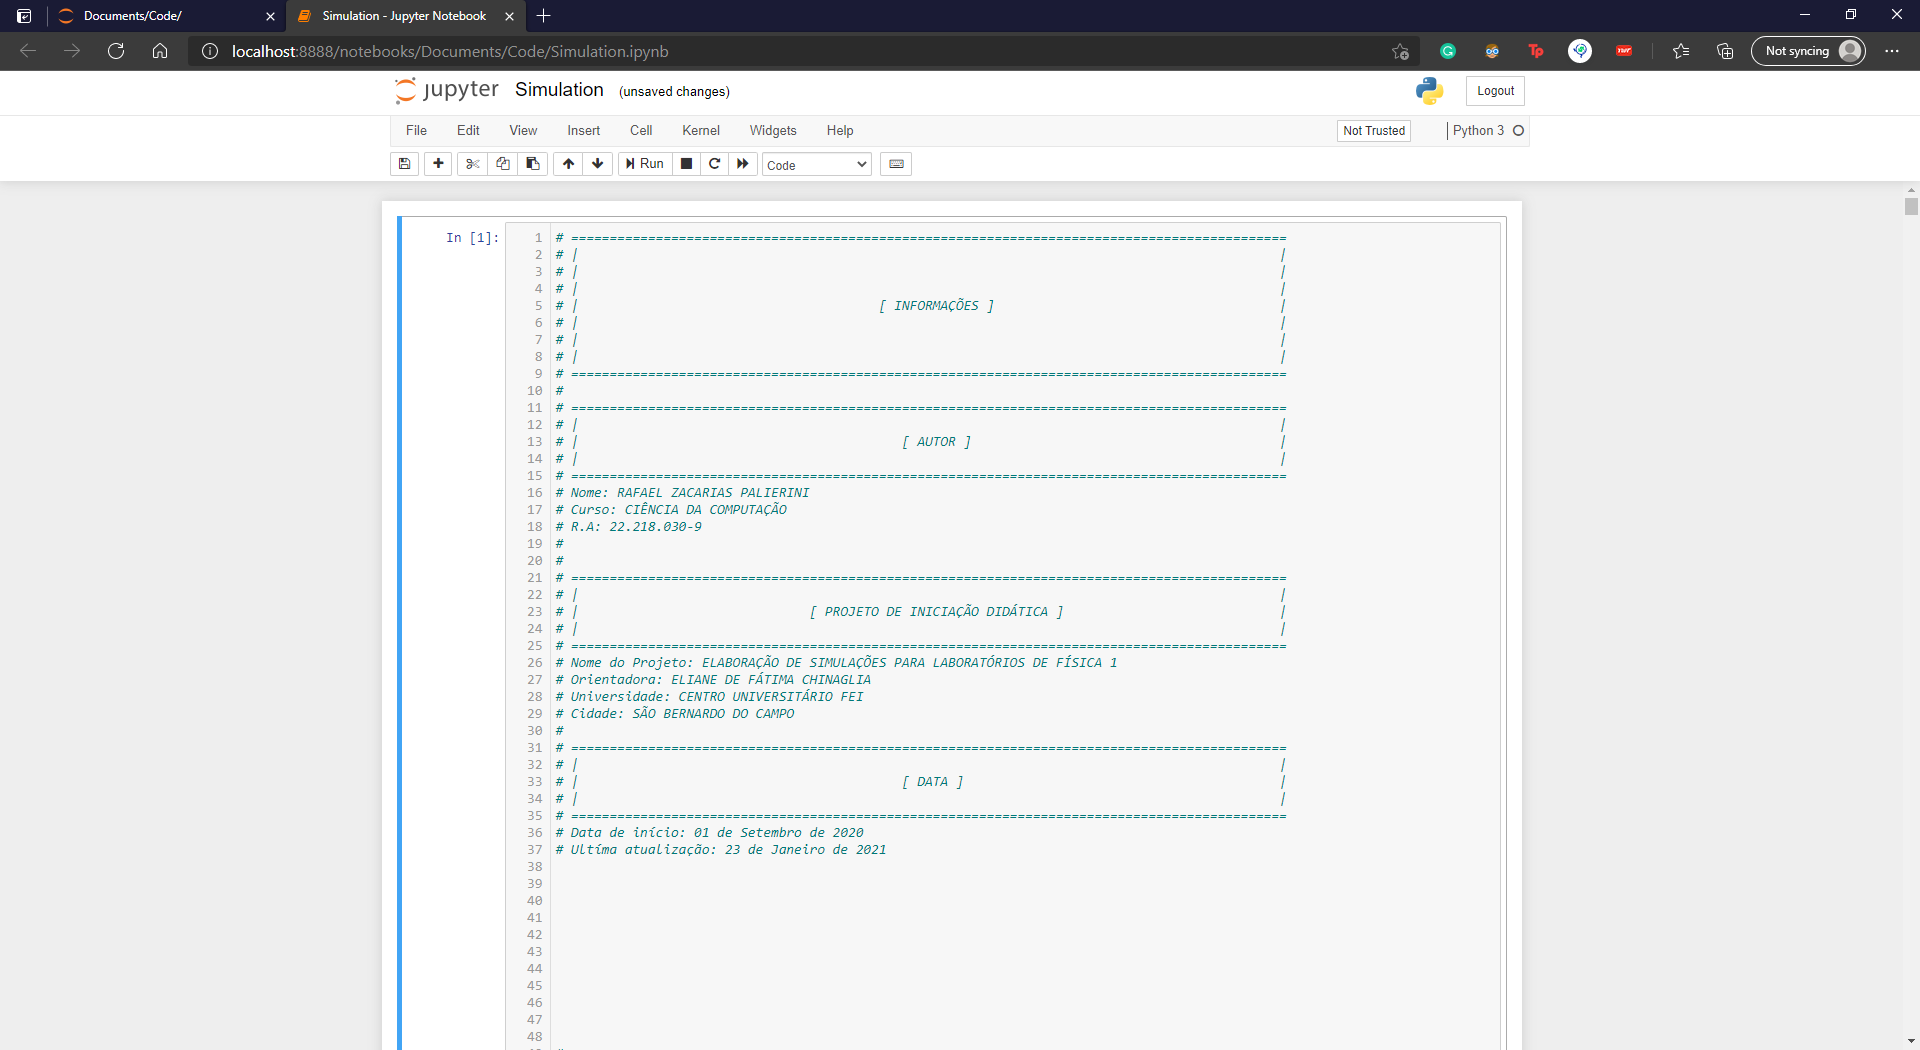 Documents/Code/
Simulation - Jupyter Notebook
localhost:8888/notebooks/Documents/Code/Simulation.ipynb
Not syncing
jupyter Simulation (unsaved changes)
Logout
File Edit View Insert Cell Kernel Widgets Help
Not Trusted
Python 3
Run
Code
In [1]:
1 # =============================================================================================
2 # | |
3 # | |
4 # | |
5 # | [ INFORMAÇÕES ] |
6 # | |
7 # | |
8 # | |
9 # =============================================================================================
10 #
11 # =============================================================================================
12 # | |
13 # | [ AUTOR ] |
14 # | |
15 # =============================================================================================
16 # Nome: RAFAEL ZACARIAS PALIERINI
17 # Curso: CIÊNCIA DA COMPUTAÇÃO
18 # R.A: 22.218.030-9
19 #
20 #
21 # =============================================================================================
22 # | |
23 # | [ PROJETO DE INICIAÇÃO DIDÁTICA ] |
24 # | |
25 # =============================================================================================
26 # Nome do Projeto: ELABORAÇÃO DE SIMULAÇÕES PARA LABORATÓRIOS DE FÍSICA 1
27 # Orientadora: ELIANE DE FÁTIMA CHINAGLIA
28 # Universidade: CENTRO UNIVERSITÁRIO FEI
29 # Cidade: SÃO BERNARDO DO CAMPO
30 #
31 # =============================================================================================
32 # | |
33 # | [ DATA ] |
34 # | |
35 # =============================================================================================
36 # Data de início: 01 de Setembro de 2020
37 # Ultíma atualização: 23 de Janeiro de 2021
38
39
40
41
42
43
44
45
46
47
48